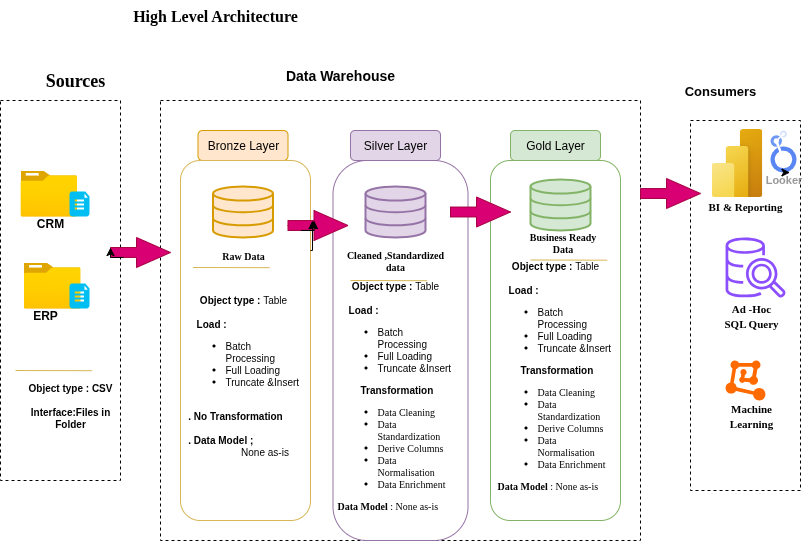 High Level Architecture
Sources
Data Warehouse
Consumers
CRM
ERP
Object type : CSV
Interface:Files in
Folder
Bronze Layer
Raw Data
Object type : Table
Load :
• Batch
Processing
• Full Loading
• Truncate &Insert
. No Transformation
. Data Model ;
None as-is
Silver Layer
Cleaned ,Standardized
data
Object type : Table
Load :
• Batch
Processing
• Full Loading
• Truncate &Insert
Transformation
• Data Cleaning
• Data
Standardization
• Derive Columns
• Data
Normalisation
• Data Enrichment
Data Model : None as-is
Gold Layer
Business Ready
Data
Object type : Table
Load :
• Batch
Processing
• Full Loading
• Truncate &Insert
Transformation
• Data Cleaning
• Data
Standardization
• Derive Columns
• Data
Normalisation
• Data Enrichment
Data Model : None as-is
Looker
BI & Reporting
Ad -Hoc
SQL Query
Machine
Learning